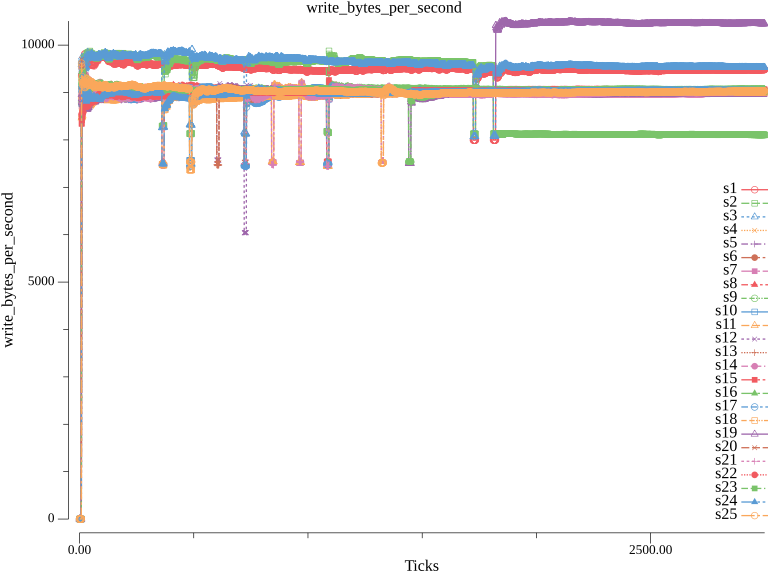 write_bytes_per_second
10000
5000
0
write_bytes_per_second
0.00
2500.00
Ticks
s1
s2
s3
s4
s5
s6
s7
s8
s9
s10
s11
s12
s13
s14
s15
s16
s17
s18
s19
s20
s21
s22
s23
s24
s25